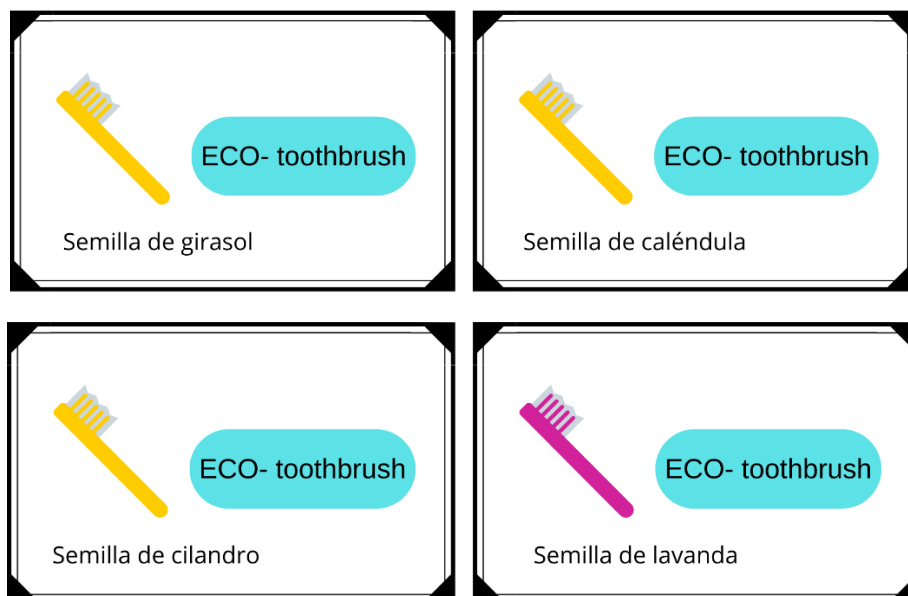 ECO- toothbrush
Semilla de girasol
ECO- toothbrush
Semilla de caléndula
ECO- toothbrush
Semilla de cilandro
ECO- toothbrush
Semilla de lavanda